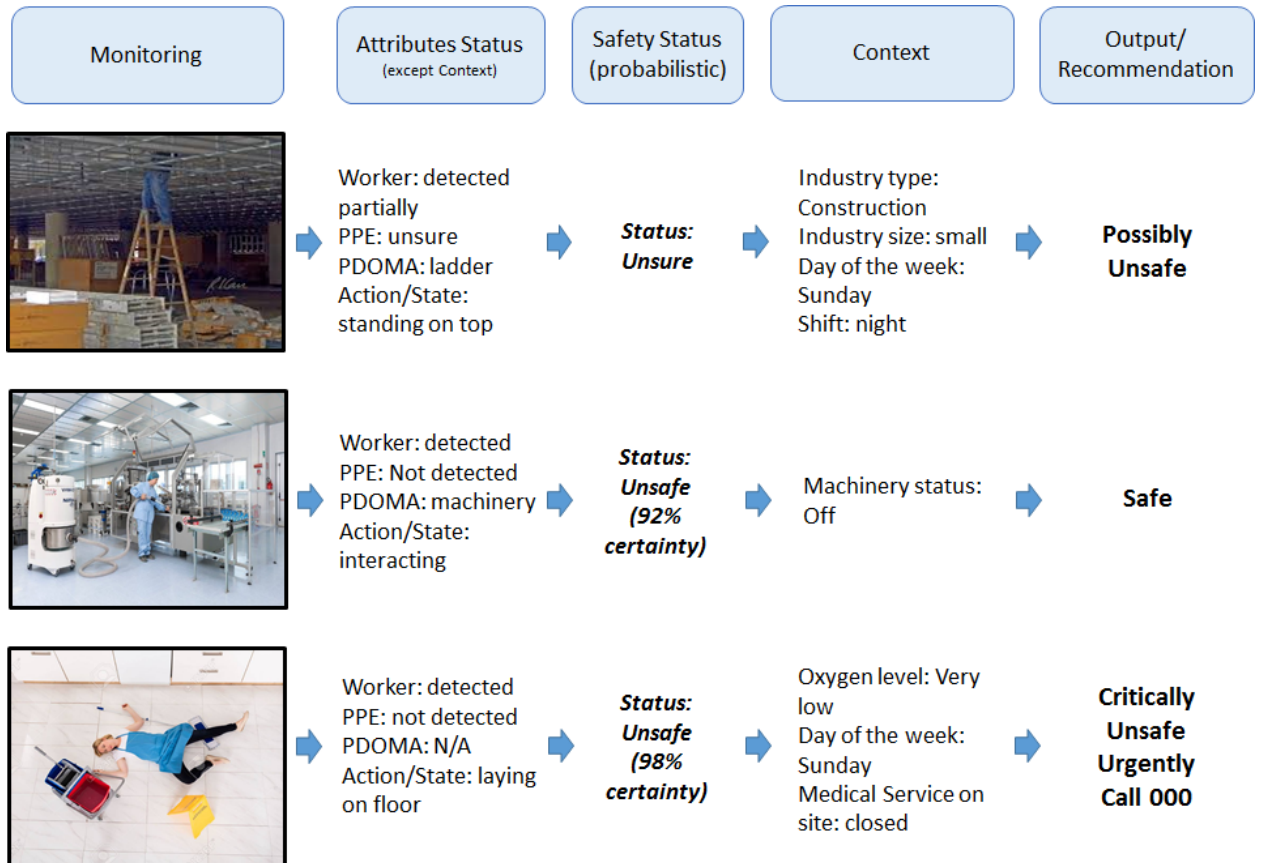 Monitoring
Attributes Status
(except Context)
Safety Status
(probabilistic)
Context
Output/
Recommendation
Worker: detected
partially
PPE: unsure
PDOMA: ladder
Action/State:
standing on top
Status:
Unsure
Industry type:
Construction
Industry size: small
Day of the week:
Sunday
Shift: night
Possibly
Unsafe
Worker: detected
PPE: Not detected
PDOMA: machinery
Action/State:
interacting
Status:
Unsafe
(92%
certainty)
Machinery status:
Off
Safe
Worker: detected
PPE: not detected
PDOMA: N/A
Action/State: laying
on floor
Status:
Unsafe
(98%
certainty)
Oxygen level: Very
low
Day of the week:
Sunday
Medical Service on
site: closed
Critically
Unsafe
Urgently
Call 000